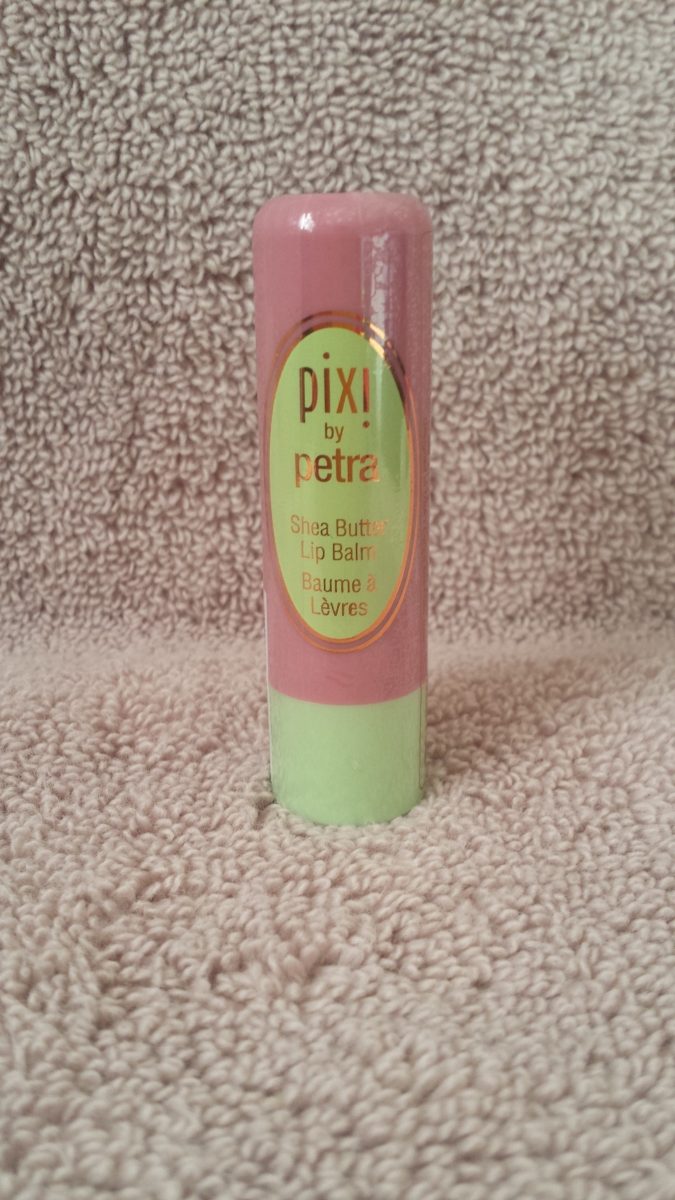 pixi
by
petra
Shea Butter
Lip Balm
Baume à
Lèvres